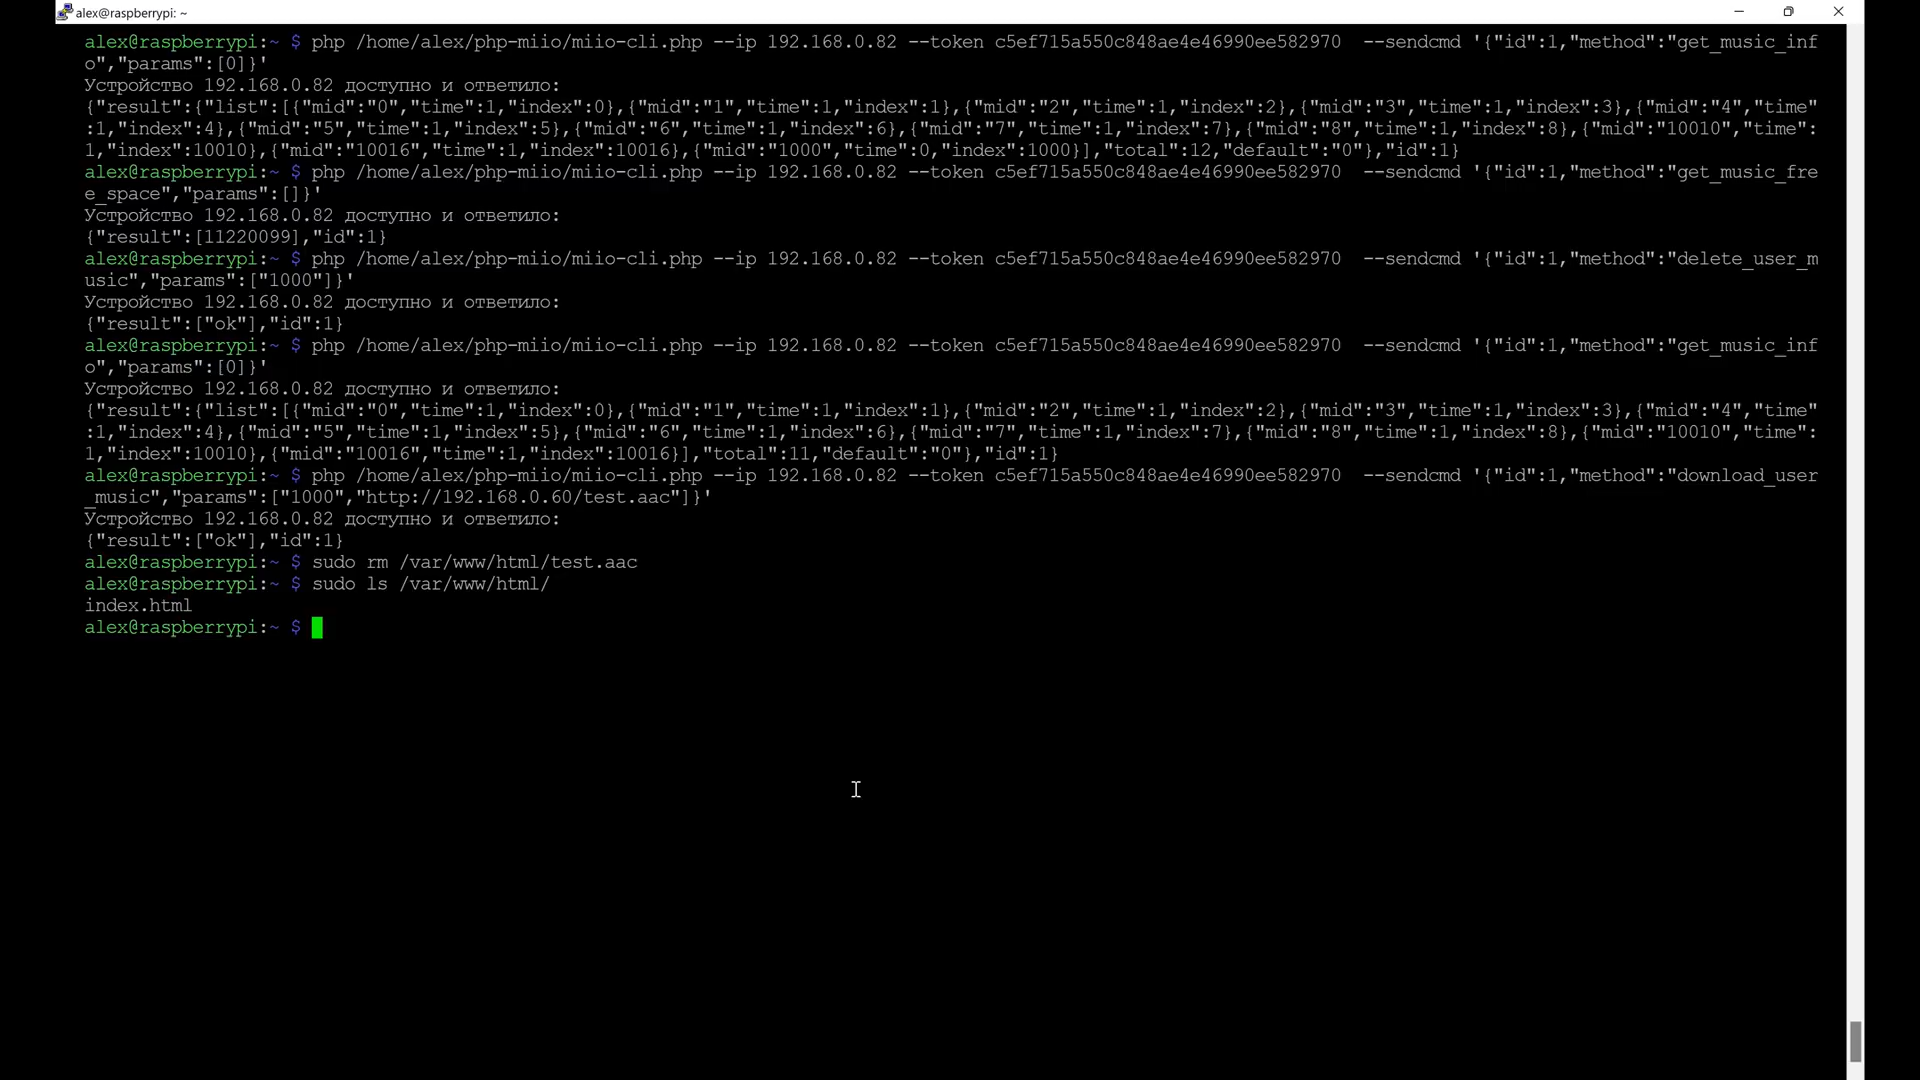 alex@raspberrypi: ~
alex@raspberrypi:~ $ php /home/alex/php-miio/miio-cli.php --ip 192.168.0.82 --token c5ef715a550c848ae4e46990ee582970  --sendcmd '{"id":1,"method":"get_music_inf
o","params":[0]}'
Устройство 192.168.0.82 доступно и ответило:
{"result":{"list":[{"mid":"0","time":1,"index":0},{"mid":"1","time":1,"index":1},{"mid":"2","time":1,"index":2},{"mid":"3","time":1,"index":3},{"mid":"4","time"
:1,"index":4},{"mid":"5","time":1,"index":5},{"mid":"6","time":1,"index":6},{"mid":"7","time":1,"index":7},{"mid":"8","time":1,"index":8},{"mid":"10010","time":
1,"index":10010},{"mid":"10016","time":1,"index":10016},{"mid":"1000","time":0,"index":1000}],"total":12,"default":"0"},"id":1}
alex@raspberrypi:~ $ php /home/alex/php-miio/miio-cli.php --ip 192.168.0.82 --token c5ef715a550c848ae4e46990ee582970  --sendcmd '{"id":1,"method":"get_music_fre
e_space","params":[]}'
Устройство 192.168.0.82 доступно и ответило:
{"result":[11220099],"id":1}
alex@raspberrypi:~ $ php /home/alex/php-miio/miio-cli.php --ip 192.168.0.82 --token c5ef715a550c848ae4e46990ee582970  --sendcmd '{"id":1,"method":"delete_user_m
usic","params":["1000"]}'
Устройство 192.168.0.82 доступно и ответило:
{"result":["ok"],"id":1}
alex@raspberrypi:~ $ php /home/alex/php-miio/miio-cli.php --ip 192.168.0.82 --token c5ef715a550c848ae4e46990ee582970  --sendcmd '{"id":1,"method":"get_music_inf
o","params":[0]}'
Устройство 192.168.0.82 доступно и ответило:
{"result":{"list":[{"mid":"0","time":1,"index":0},{"mid":"1","time":1,"index":1},{"mid":"2","time":1,"index":2},{"mid":"3","time":1,"index":3},{"mid":"4","time"
:1,"index":4},{"mid":"5","time":1,"index":5},{"mid":"6","time":1,"index":6},{"mid":"7","time":1,"index":7},{"mid":"8","time":1,"index":8},{"mid":"10010","time":
1,"index":10010},{"mid":"10016","time":1,"index":10016}],"total":11,"default":"0"},"id":1}
alex@raspberrypi:~ $ php /home/alex/php-miio/miio-cli.php --ip 192.168.0.82 --token c5ef715a550c848ae4e46990ee582970  --sendcmd '{"id":1,"method":"download_user
_music","params":["1000","http://192.168.0.60/test.aac"]}'
Устройство 192.168.0.82 доступно и ответило:
{"result":["ok"],"id":1}
alex@raspberrypi:~ $ sudo rm /var/www/html/test.aac
alex@raspberrypi:~ $ sudo ls /var/www/html/
index.html
alex@raspberrypi:~ $